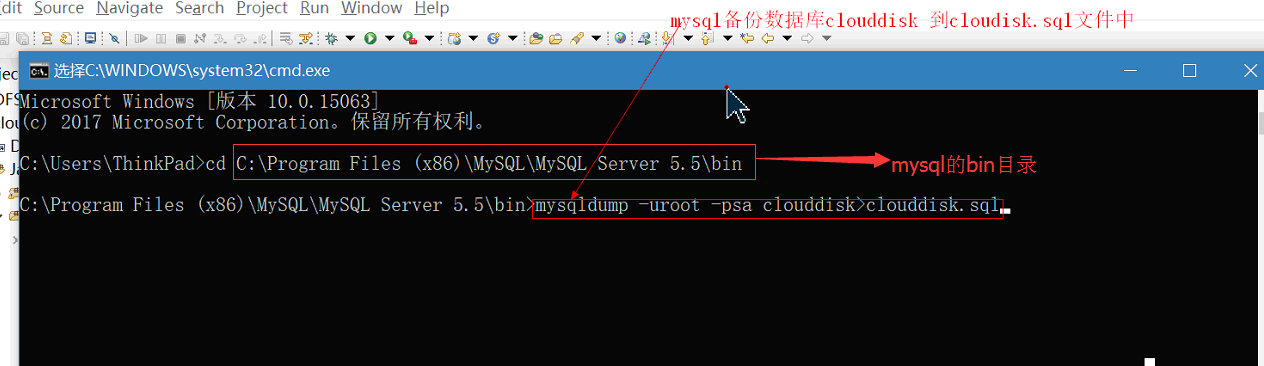 Edit Source Navigate Search Project Run Window Help
mysql备份数据库clouddisk 到cloudisk.sql文件中
选择C:\WINDOWS\system32\cmd.exe
Microsoft Windows [版本 10.0.15063]
(c) 2017 Microsoft Corporation。保留所有权利。
C:\Users\ThinkPad>cd C:\Program Files (x86)\MySQL\MySQL Server 5.5\bin
mysql的bin目录
C:\Program Files (x86)\MySQL\MySQL Server 5.5\bin>mysqldump -uroot -psa clouddisk>clouddisk.sql